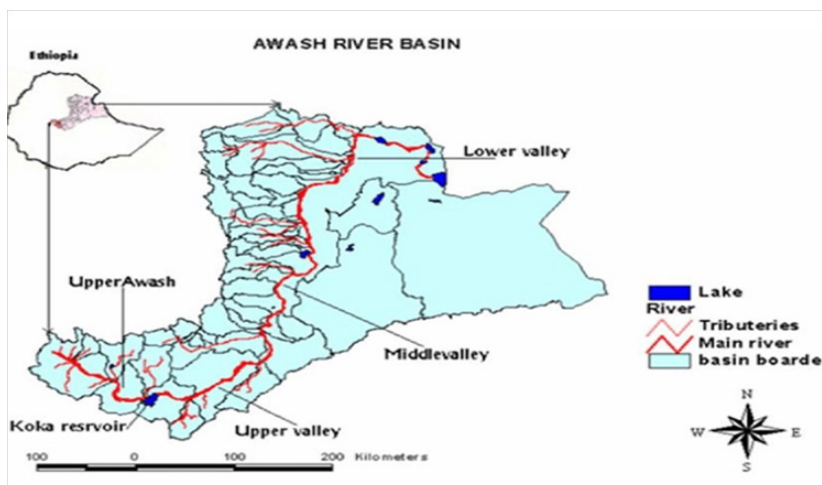 AWASH RIVER BASIN
Ethiopia
Lower valley
UpperAwash
Middlevalley
Koka resrvoir
Upper valley
Lake
River
Tributeries
Main river
basin boarde
N
W E
S
100 0 100 200 Kilometers